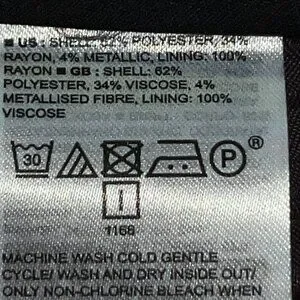 ■ US : SHELL: 62% POLYESTER, 34%
RAYON, 4% METALLIC, LINING: 100%
RAYON ■ GB : SHELL: 62%
POLYESTER, 34% VISCOSE, 4%
METALLISED FIBRE, LINING: 100%
VISCOSE
30 P ®
I
1168
MACHINE WASH COLD GENTLE
CYCLE/ WASH AND DRY INSIDE OUT/
ONLY NON-CHLORINE BLEACH WHEN